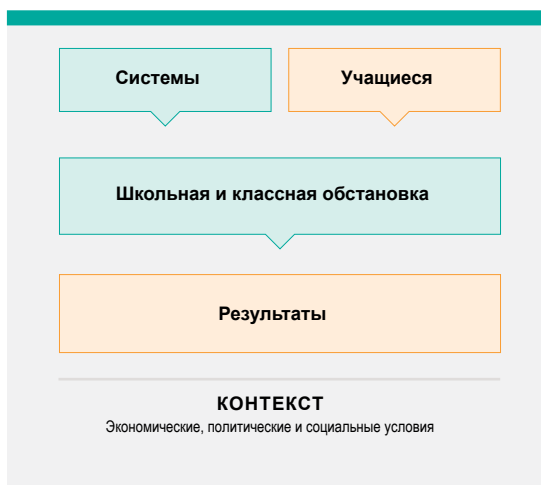 Системы
Учащиеся
Школьная и классная обстановка
Результаты
КОНТЕКСТ
Экономические, политические и социальные условия